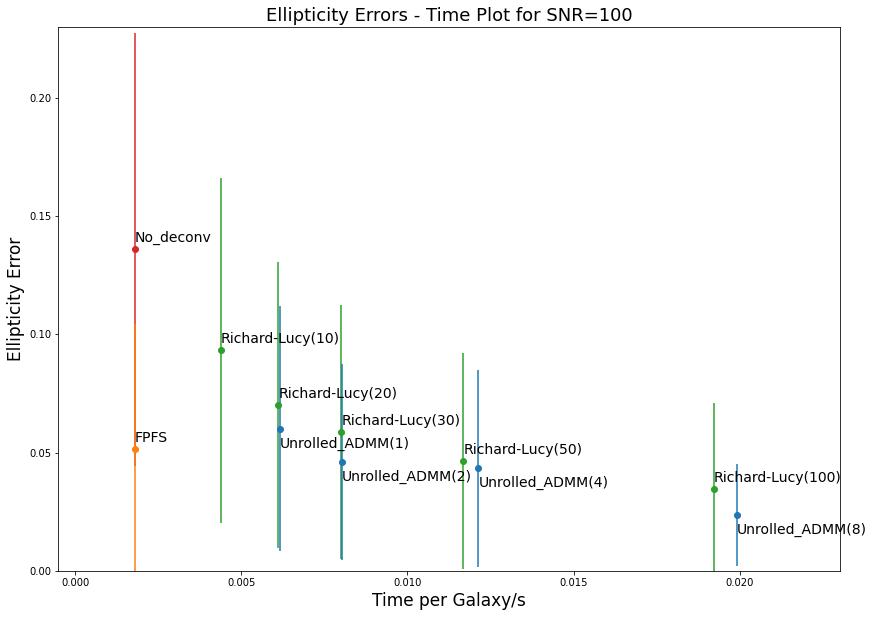 Ellipticity Errors - Time Plot for SNR=100
Ellipticity Error
0.20
0.15
0.10
0.05
0.00
No_deconv
FPFS
Richard-Lucy(10)
Richard-Lucy(20)
Richard-Lucy(30)
Unrolled_ADMM(1)
Unrolled_ADMM(2)
Richard-Lucy(50)
Unrolled_ADMM(4)
Richard-Lucy(100)
Unrolled_ADMM(8)
0.000
0.005
0.010
0.015
0.020
Time per Galaxy/s